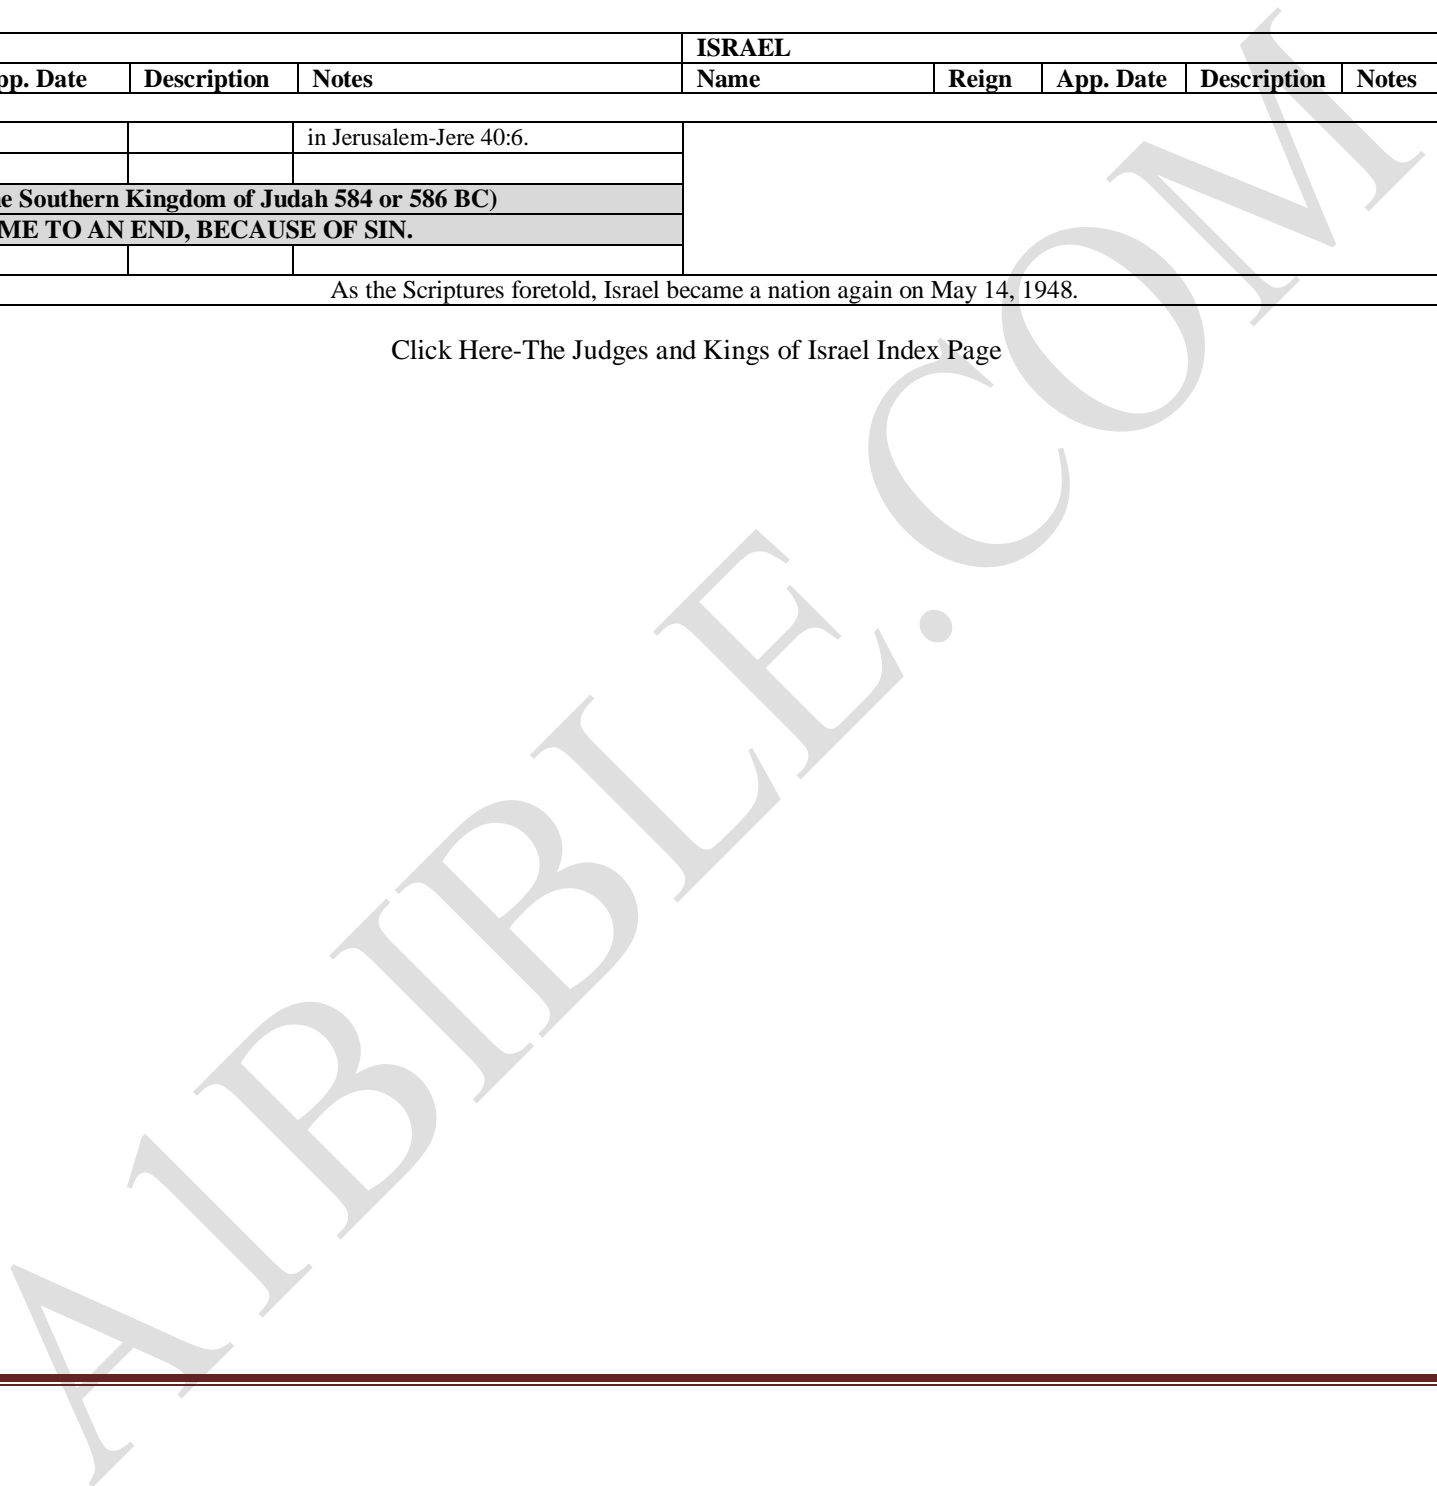 ISRAEL
pp. Date Description Notes Name Reign App. Date Description Notes
in Jerusalem-Jere 40:6.
e Southern Kingdom of Judah 584 or 586 BC)
ME TO AN END, BECAUSE OF SIN.
As the Scriptures foretold, Israel became a nation again on May 14, 1948.
Click Here-The Judges and Kings of Israel Index Page
A1BIBLE.COM